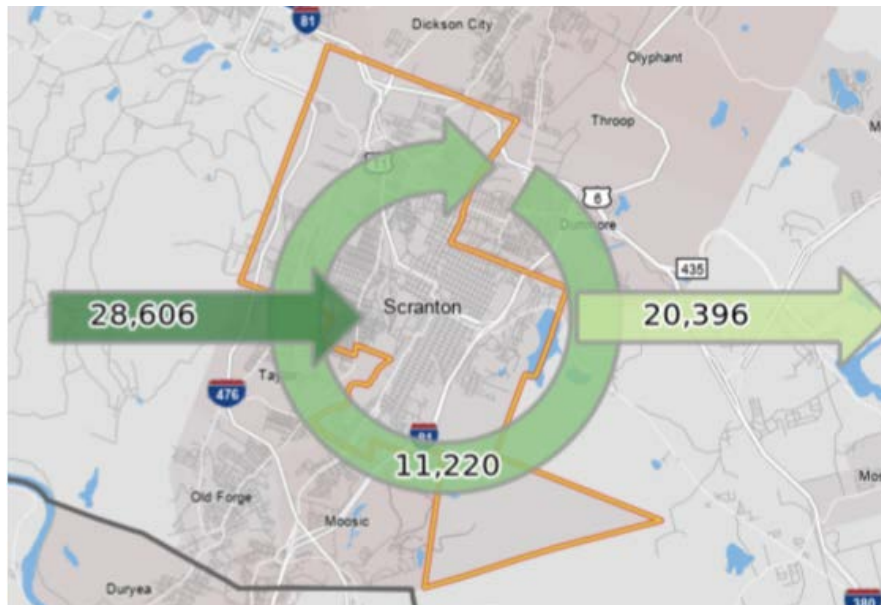 81
Dickson City
Olyphant
Throop
11
6
Dunmore
435
28,606
Scranton
20,396
476
81
11,220
Old Forge
Moosic
Duryea
380